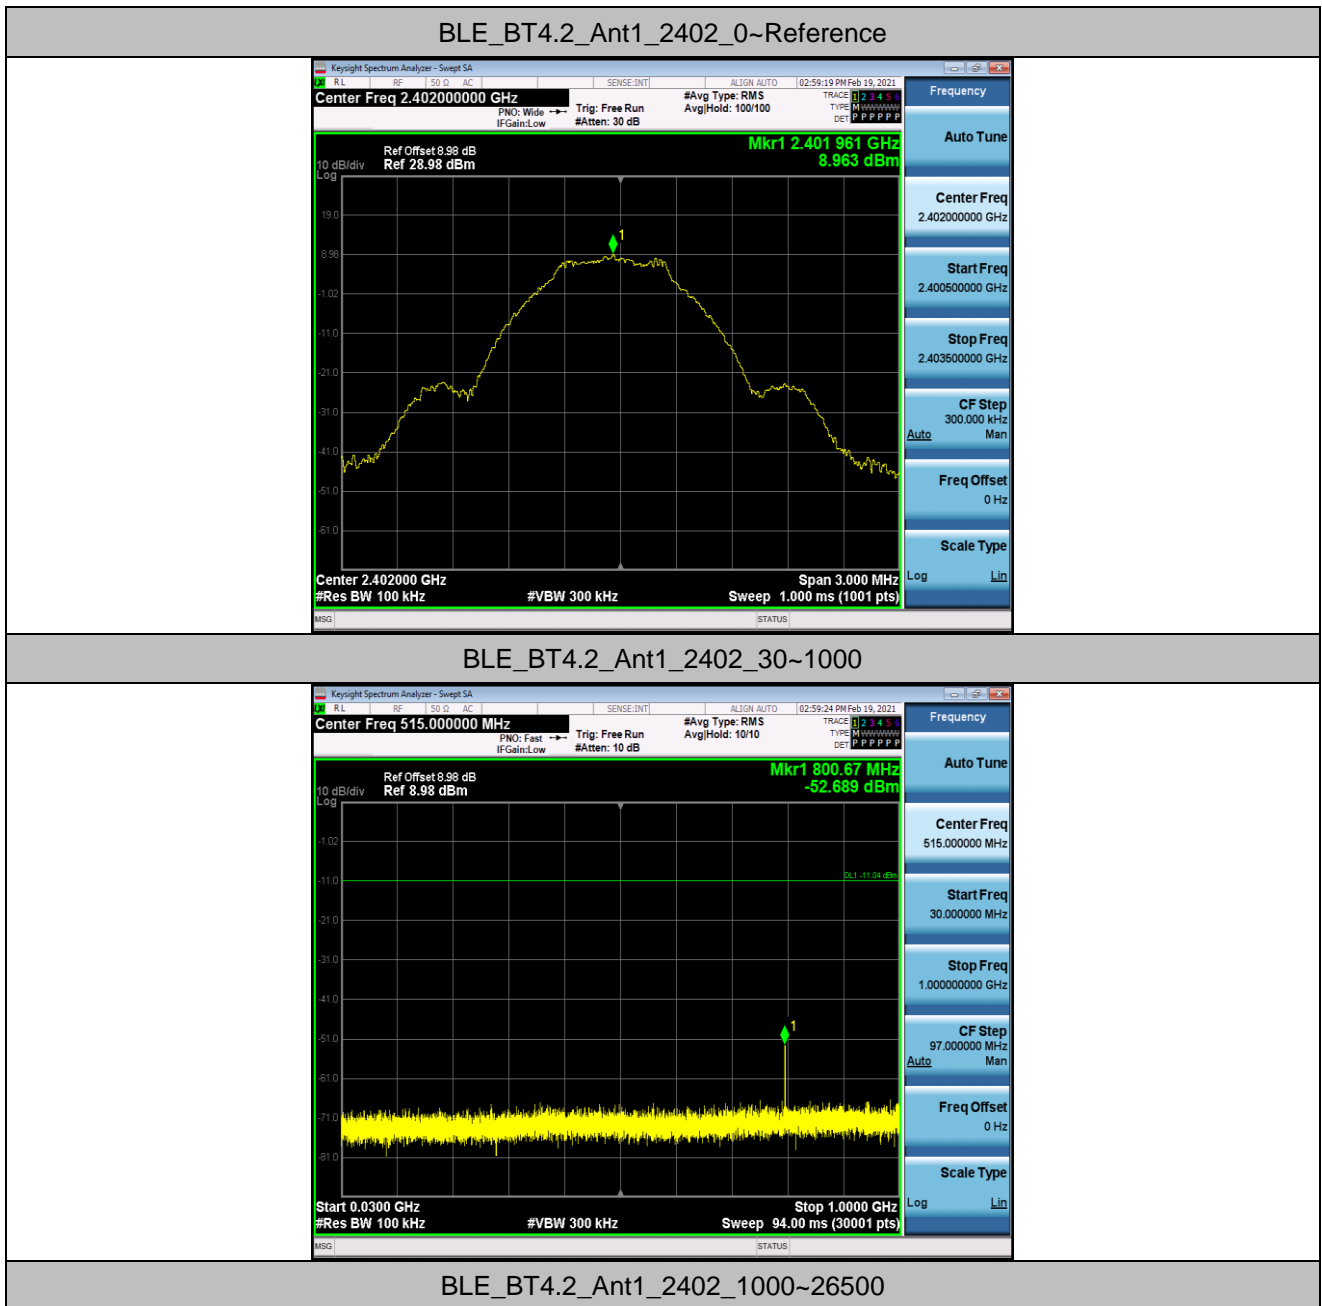 BLE_BT4.2_Ant1_2402_0~Reference
Keysight Spectrum Analyzer - Swept SA
RL RF 50 Ω AC SENSE:INT ALIGN AUTO 02:59:19 PM Feb 19, 2021
Center Freq 2.402000000 GHz
PNO: Wide
IFGain:Low
Trig: Free Run
#Atten: 30 dB
#Avg Type: RMS
Avg|Hold: 100/100
TRACE 1 2 3 4 5 6
TYPE M W W W W W
DET P P P P P P
Frequency
Auto Tune
Mkr1 2.401 961 GHz
8.963 dBm
Ref Offset 8.98 dB
10 dB/div Ref 28.98 dBm
Log
19.0
8.98
-1.02
-11.0
-21.0
-31.0
-41.0
-51.0
-61.0
1
Center Freq
2.402000000 GHz
Start Freq
2.400500000 GHz
Stop Freq
2.403500000 GHz
CF Step
300.000 kHz
Auto Man
Freq Offset
0 Hz
Scale Type
Log Lin
Center 2.402000 GHz Span 3.000 MHz
#Res BW 100 kHz #VBW 300 kHz Sweep 1.000 ms (1001 pts)
MSG STATUS
BLE_BT4.2_Ant1_2402_30~1000
Keysight Spectrum Analyzer - Swept SA
RL RF 50 Ω AC SENSE:INT ALIGN AUTO 02:59:24 PM Feb 19, 2021
Center Freq 515.000000 MHz
PNO: Fast
IFGain:Low
Trig: Free Run
#Atten: 10 dB
#Avg Type: RMS
Avg|Hold: 10/10
TRACE 1 2 3 4 5 6
TYPE M W W W W W
DET P P P P P P
Frequency
Auto Tune
Mkr1 800.67 MHz
-52.689 dBm
Ref Offset 8.98 dB
10 dB/div Ref 8.98 dBm
Log
-1.02
-11.0
-21.0
-31.0
-41.0
-51.0
-61.0
-71.0
-81.0
DL1 -11.04 dBm
1
Center Freq
515.000000 MHz
Start Freq
30.000000 MHz
Stop Freq
1.000000000 GHz
CF Step
97.000000 MHz
Auto Man
Freq Offset
0 Hz
Scale Type
Log Lin
Start 0.0300 GHz Stop 1.0000 GHz
#Res BW 100 kHz #VBW 300 kHz Sweep 94.00 ms (30001 pts)
MSG STATUS
BLE_BT4.2_Ant1_2402_1000~26500